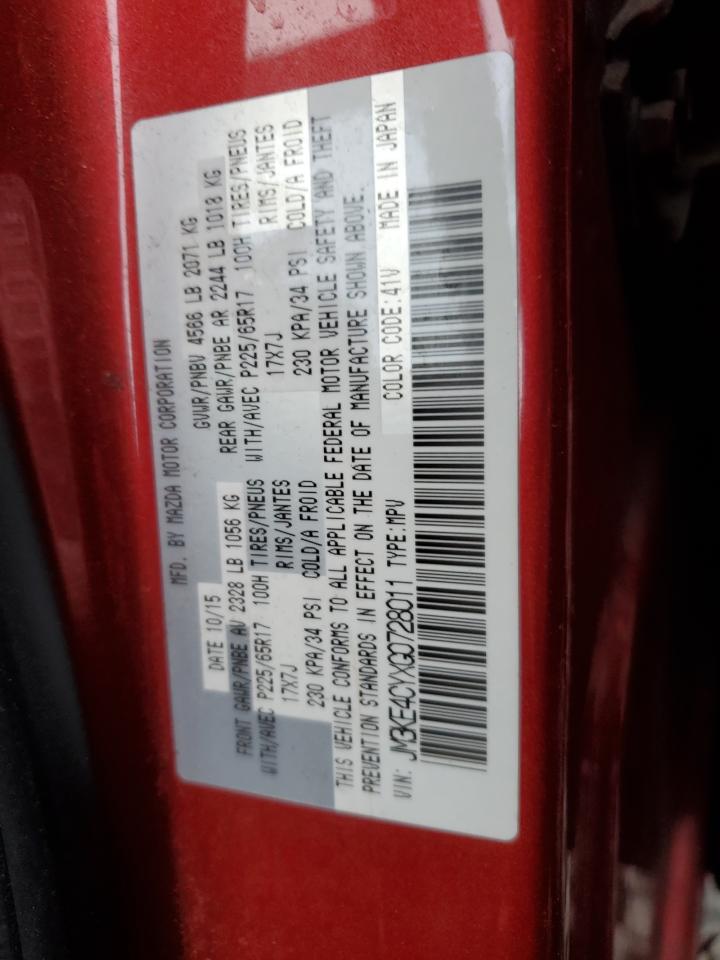 MFD. BY MAZDA MOTOR CORPORATION
DATE 10/15 GVWR/PNBV 4566 LB 2071 KG
FRONT GAWR/PNBE AV 2328 LB 1056 KG REAR GAWR/PNBE AR 2244 LB 1018 KG
WITH/AVEC P225/65R17 100H TIRES/PNEUS WITH/AVEC P225/65R17 100H TIRES/PNEUS
17X7J RIMS/JANTES 17X7J RIMS/JANTES
230 KPA/34 PSI COLD/A FROID 230 KPA/34 PSI COLD/A FROID
THIS VEHICLE CONFORMS TO ALL APPLICABLE FEDERAL MOTOR VEHICLE SAFETY AND THEFT
PREVENTION STANDARDS IN EFFECT ON THE DATE OF MANUFACTURE SHOWN ABOVE.
VIN: JM3KE4CYXG0728011 TYPE:MPV COLOR CODE:41V MADE IN JAPAN